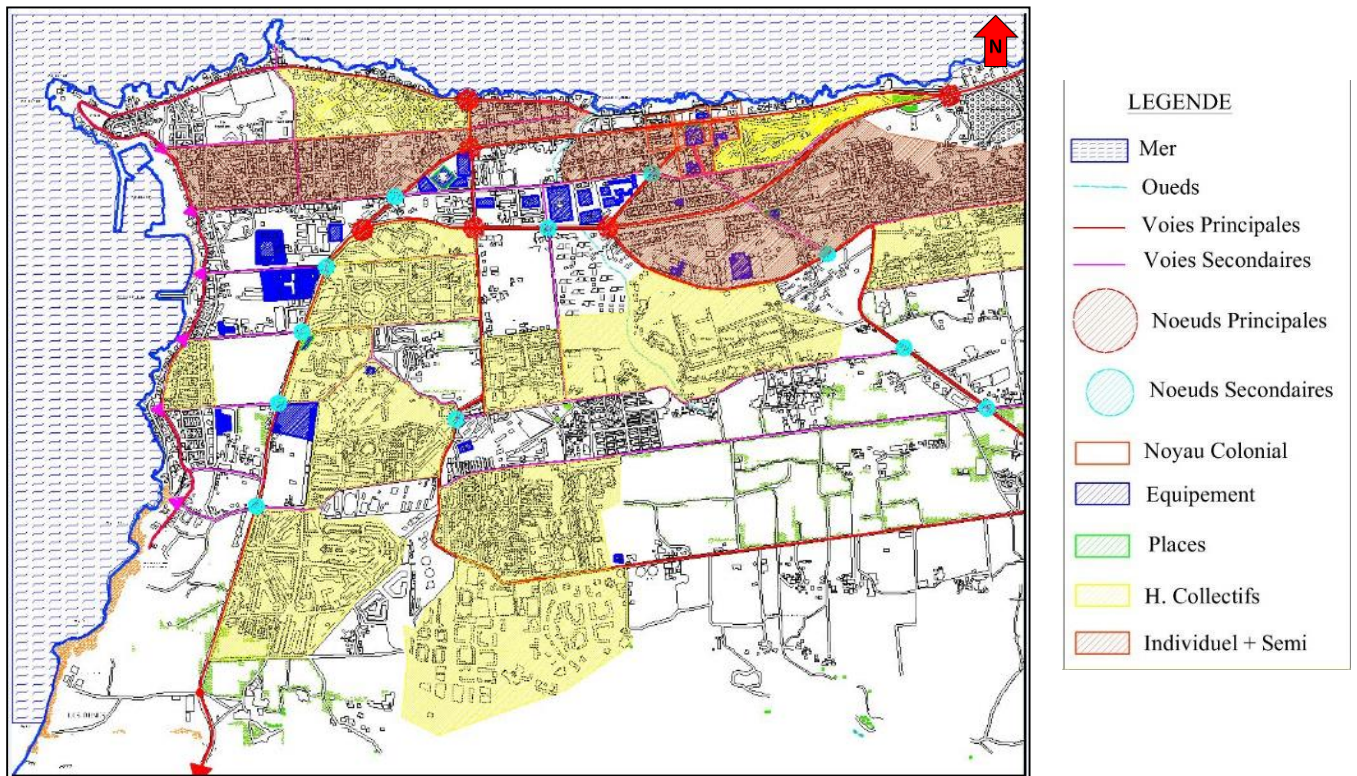 N
LEGENDE
Mer
Oueds
Voies Principales
Voies Secondaires
Noeuds Principales
Noeuds Secondaires
Noyau Colonial
Equipement
Places
H. Collectifs
Individuel + Semi